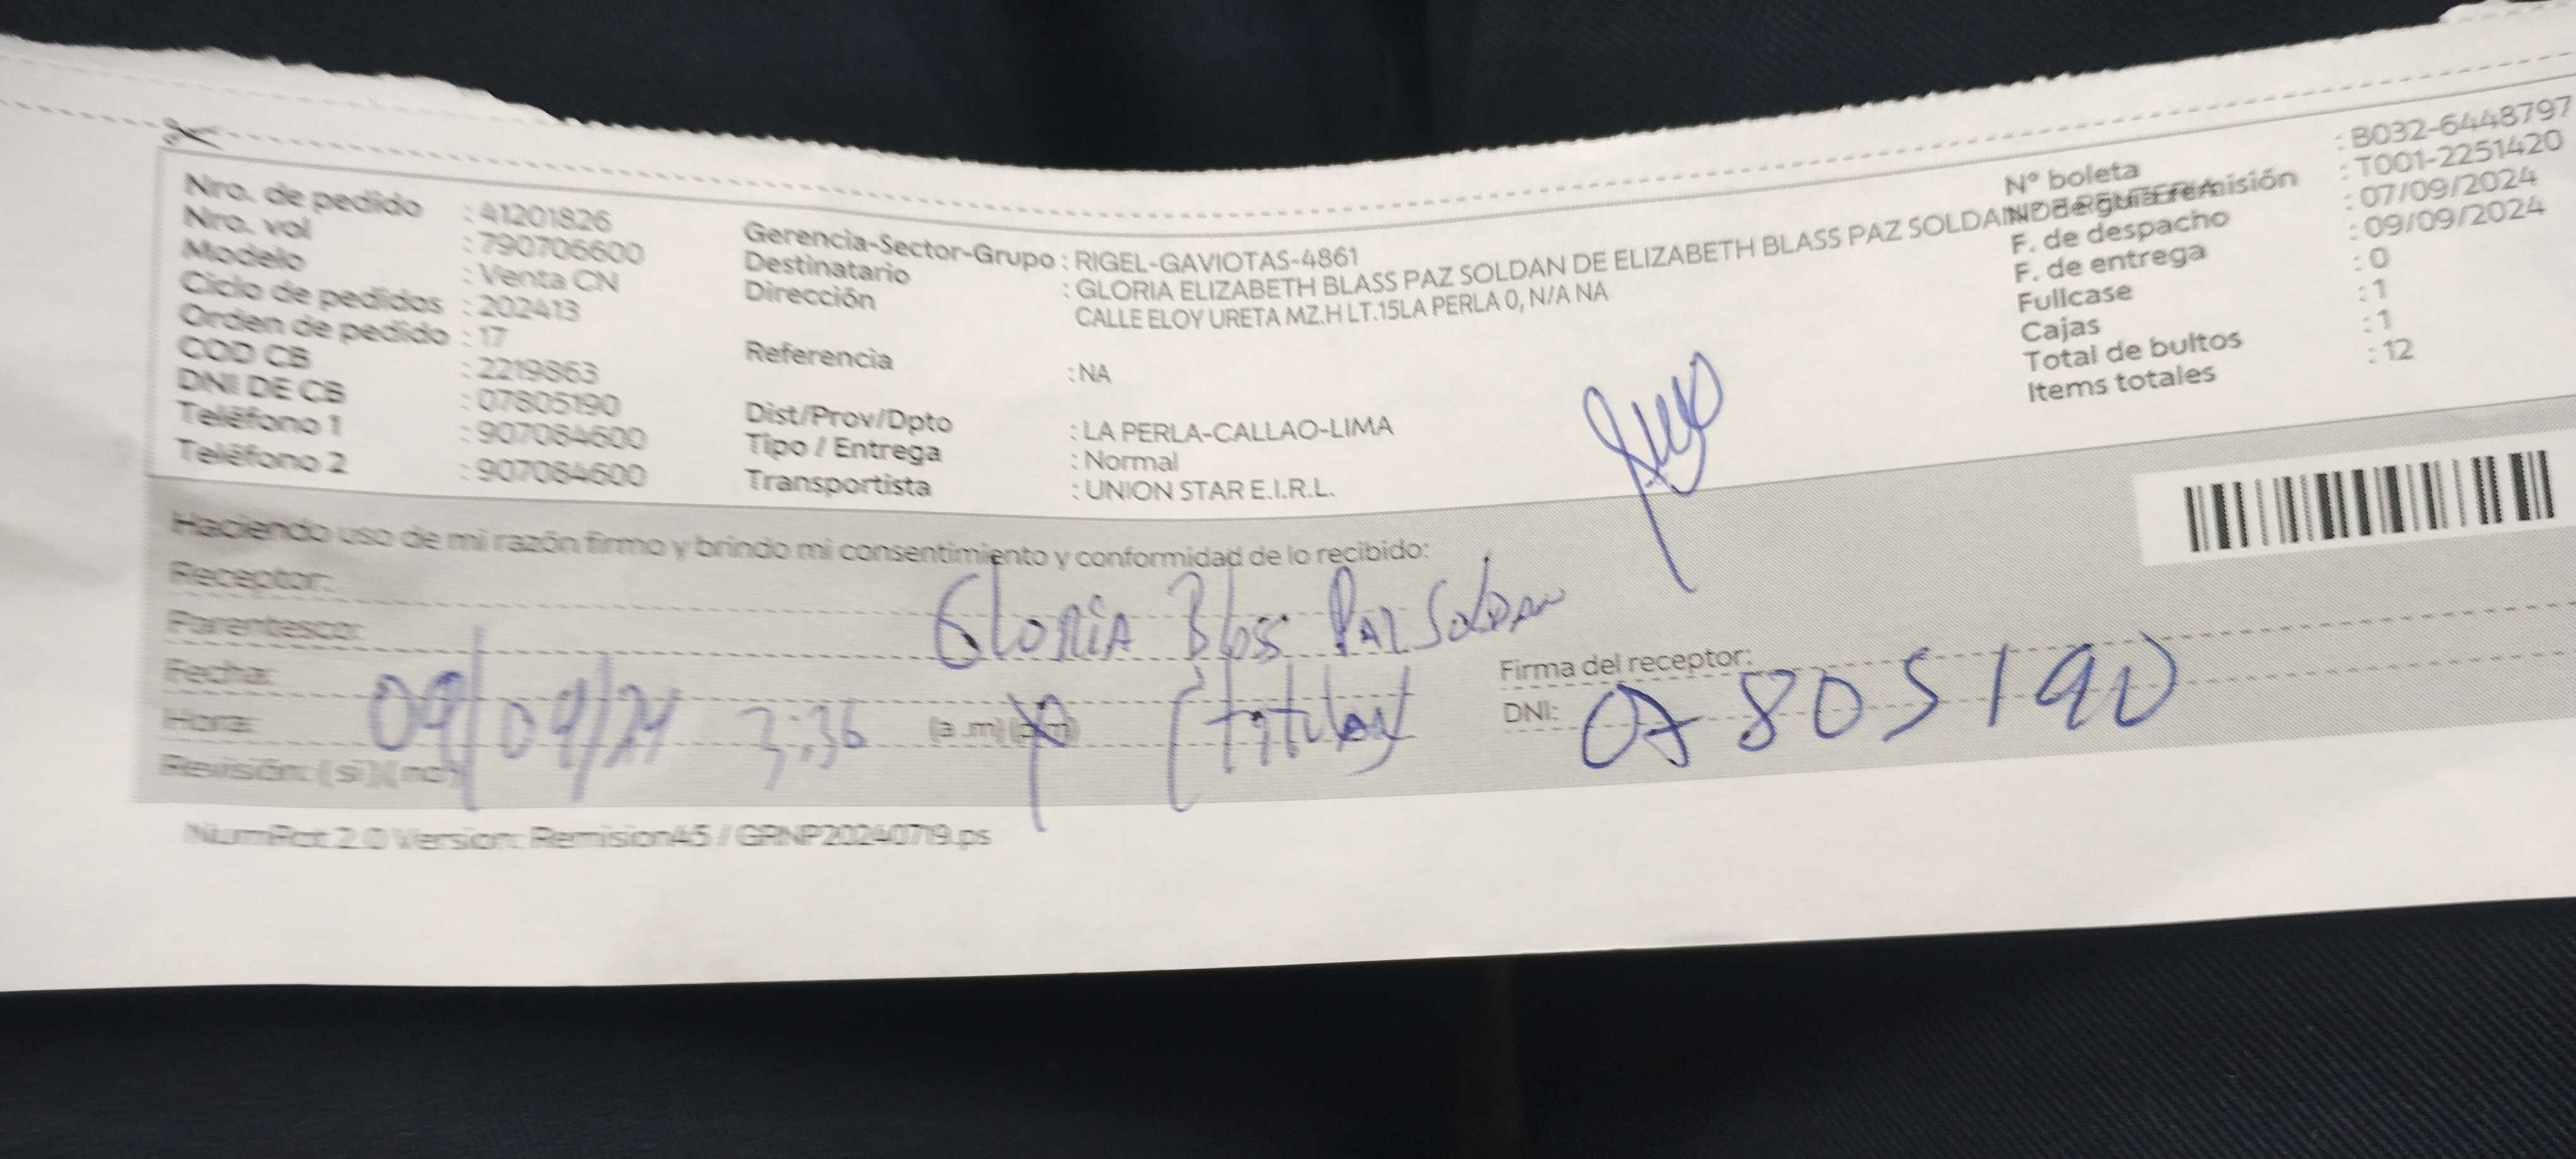 Nro. de pedido : 41201826
Nro. vol : 790706600
Modelo : Venta CN
Ciclo de pedidos : 202413
Orden de pedido : 17
COD CB : 2219863
DNI DE CB : 07805190
Teléfono 1 : 907084600
Teléfono 2 : 907084600
Gerencia-Sector-Grupo : RIGEL-GAVIOTAS-4861
Destinatario : GLORIA ELIZABETH BLASS PAZ SOLDAN DE ELIZABETH BLASS PAZ SOLDAN DE
Dirección CALLE ELOY URETA MZ.H LT.15LA PERLA 0, N/A NA
Referencia : NA
Dist/Prov/Dpto : LA PERLA-CALLAO-LIMA
Tipo / Entrega : Normal
Transportista : UNION STAR E.I.R.L.
N° boleta : B032-6448797
N° de guía remisión : T001-2251420
F. de despacho : 07/09/2024
F. de entrega : 09/09/2024
Fullcase : 0
Cajas : 1
Total de bultos : 1
Items totales : 12
Haciendo uso de mi razón firmo y brindo mi consentimiento y conformidad de lo recibido:
Receptor: Gloria Blass Paz Soldan
Parentesco: (titular)
Fecha: 09/09/24
Hora: 3:36 (a.m) (p.m)
Revisión: (si) (no)
Firma del receptor:
DNI: 07805190
NumRot 2.0 Version: Remision45 / GRNP20240719.ps